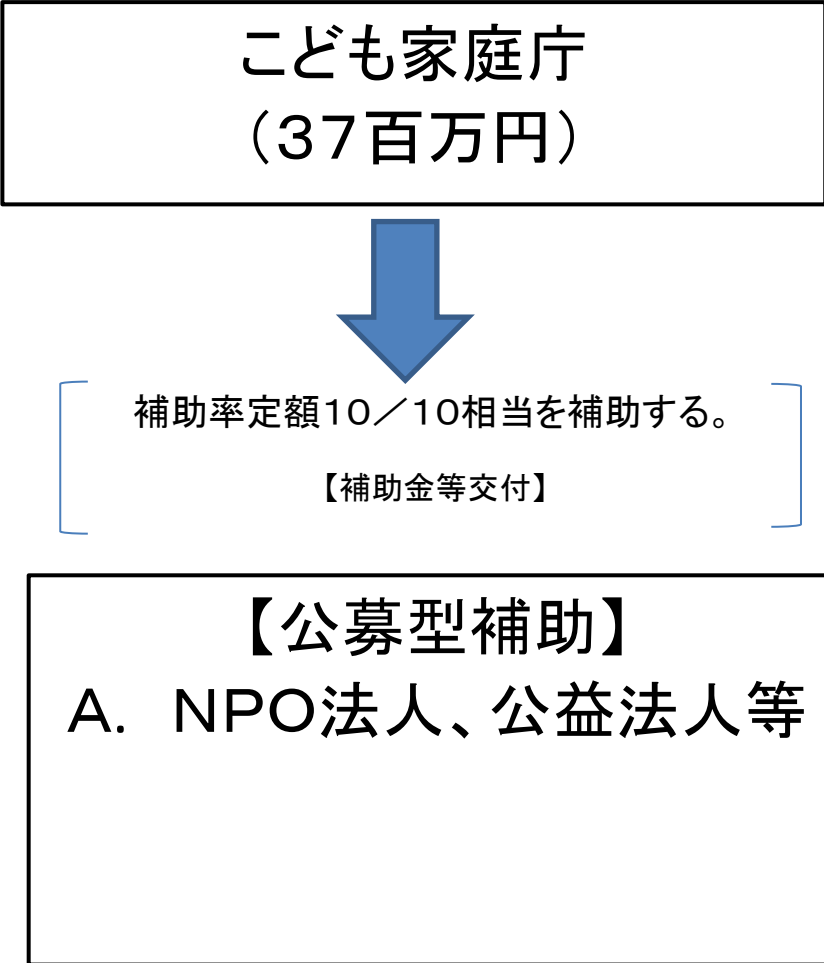 こども家庭庁
（３７百万円）
補助率定額１０／１０相当を補助する。
【補助金等交付】
【公募型補助】
Ａ．　ＮＰＯ法人、公益法人等